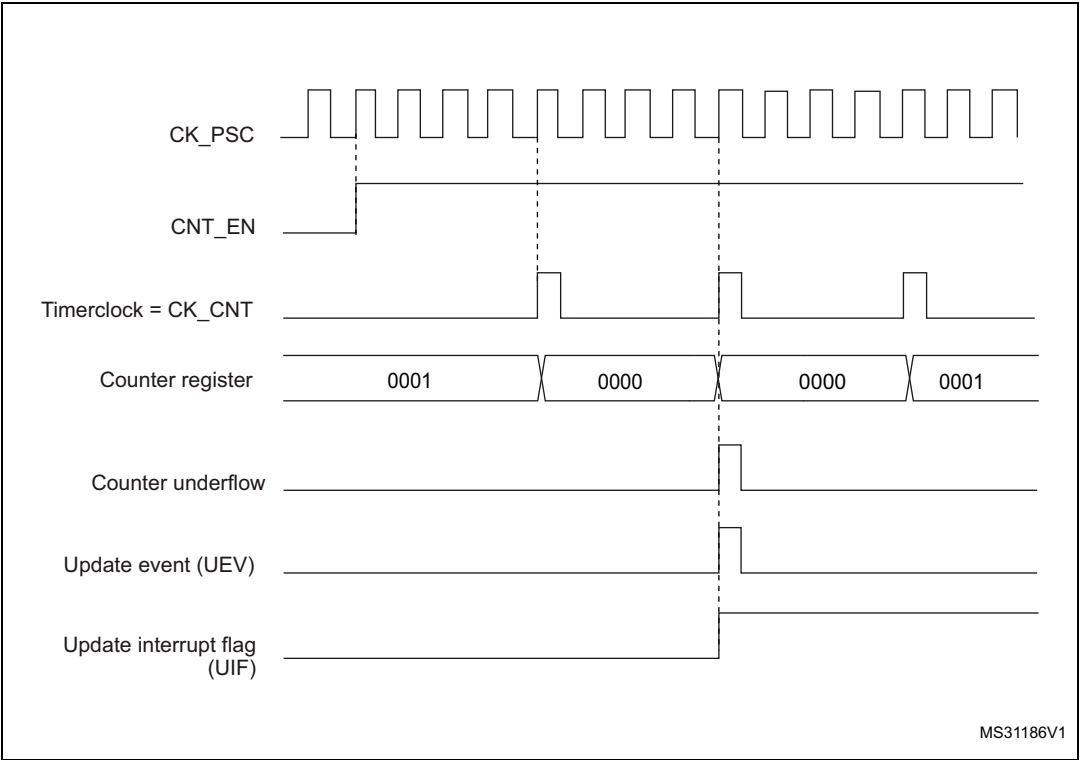 CK_PSC
CNT_EN
Timerclock = CK_CNT
Counter register
0001
0000
0000
0001
Counter underflow
Update event (UEV)
Update interrupt flag
(UIF)
MS31186V1